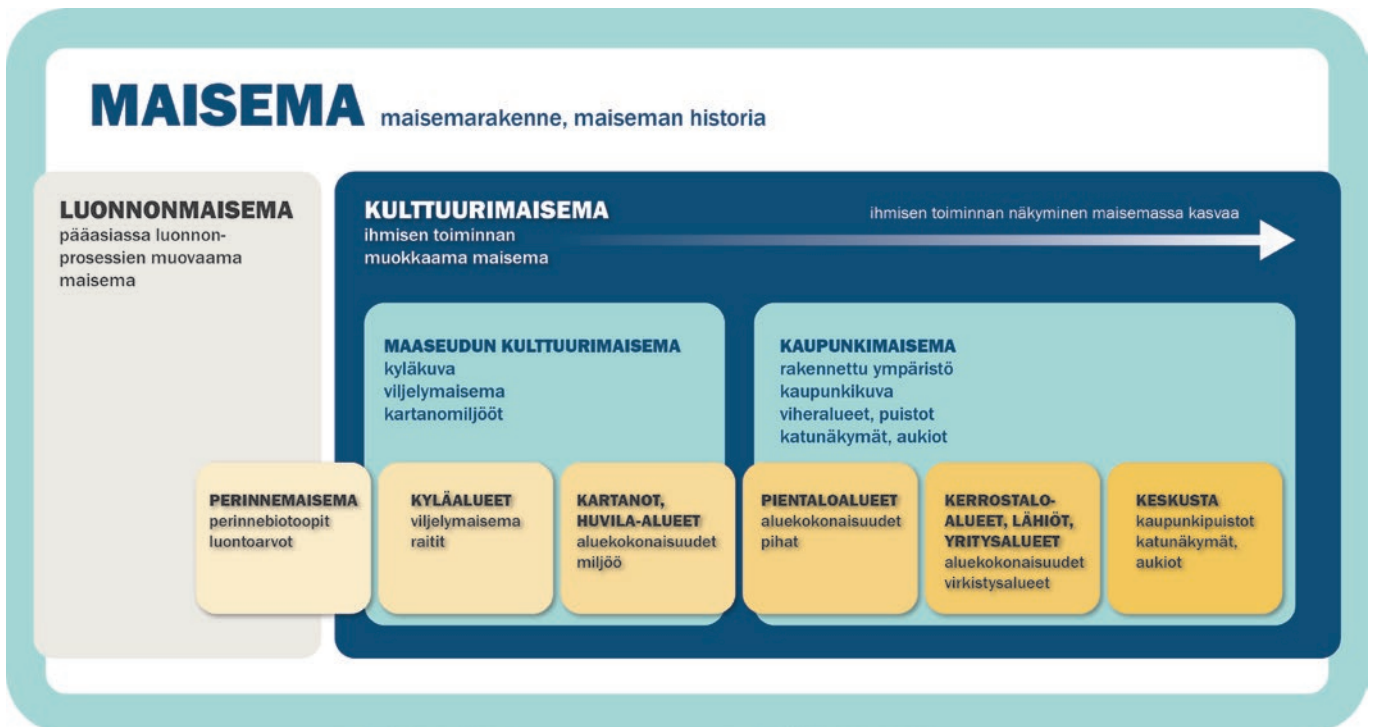 MAISEMA maisemarakenne, maiseman historia
LUONNONMAISEMA
pääasiassa luonnon-
prosessien muovaama
maisema
KULTTUURIMAISEMA
ihmisen toiminnan
muokkaama maisema
ihmisen toiminnan näkyminen maisemassa kasvaa
MAASEUDUN KULTTUURIMAISEMA
kyläkuva
viljelymaisema
kartanomiljööt
KAUPUNKIMAISEMA
rakennettu ympäristö
kaupunkikuva
viheralueet, puistot
katunäkymät, aukiot
PERINNEMAISEMA
perinnebiotoopit
luontoarvot
KYLÄALUEET
viljelymaisema
raitit
KARTANOT,
HUVILA-ALUEET
aluekokonaisuudet
miljöö
PIENTALOALUEET
aluekokonaisuudet
pihat
KERROSTALO-
ALUEET, LÄHIÖT,
YRITYSALUEET
aluekokonaisuudet
virkistysalueet
KESKUSTA
kaupunkipuistot
katunäkymät,
aukiot